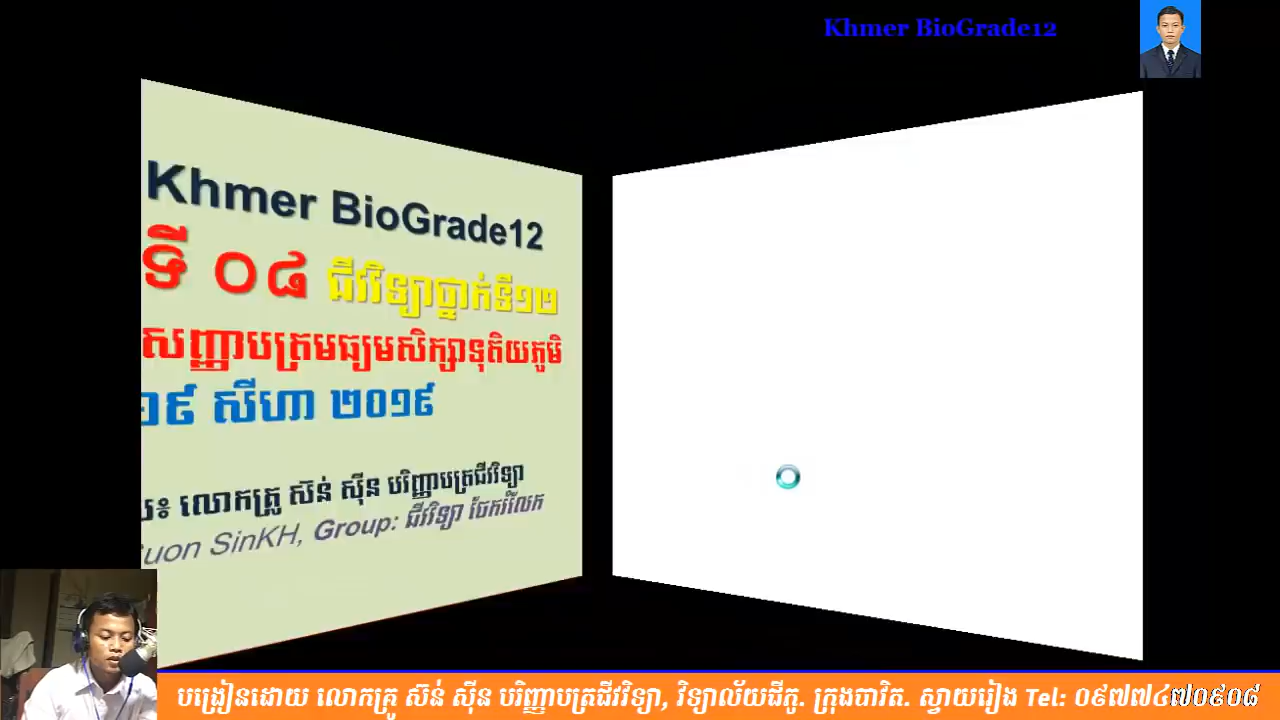 Khmer BioGrade12
Khmer BioGrade12
ទី ០៨ ជីវវិទ្យាថ្នាក់ទី១២
សញ្ញាបត្រមធ្យមសិក្សាទុតិយភូមិ
១៩ សីហា ២០១៩
លោកគ្រូ ស៊ន់ ស៊ីន បរិញ្ញាបត្រជីវវិទ្យា
Suon SinKH, Group: ជីវវិទ្យា ចែករំលែក
បង្រៀនដោយ លោកគ្រូ ស៊ន់ ស៊ីន បរិញ្ញាបត្រជីវវិទ្យា, វិទ្យាល័យជីភូ. ក្រុងបាវិត. ស្វាយរៀង Tel: ០៩៧៧៤៧០៩០៨